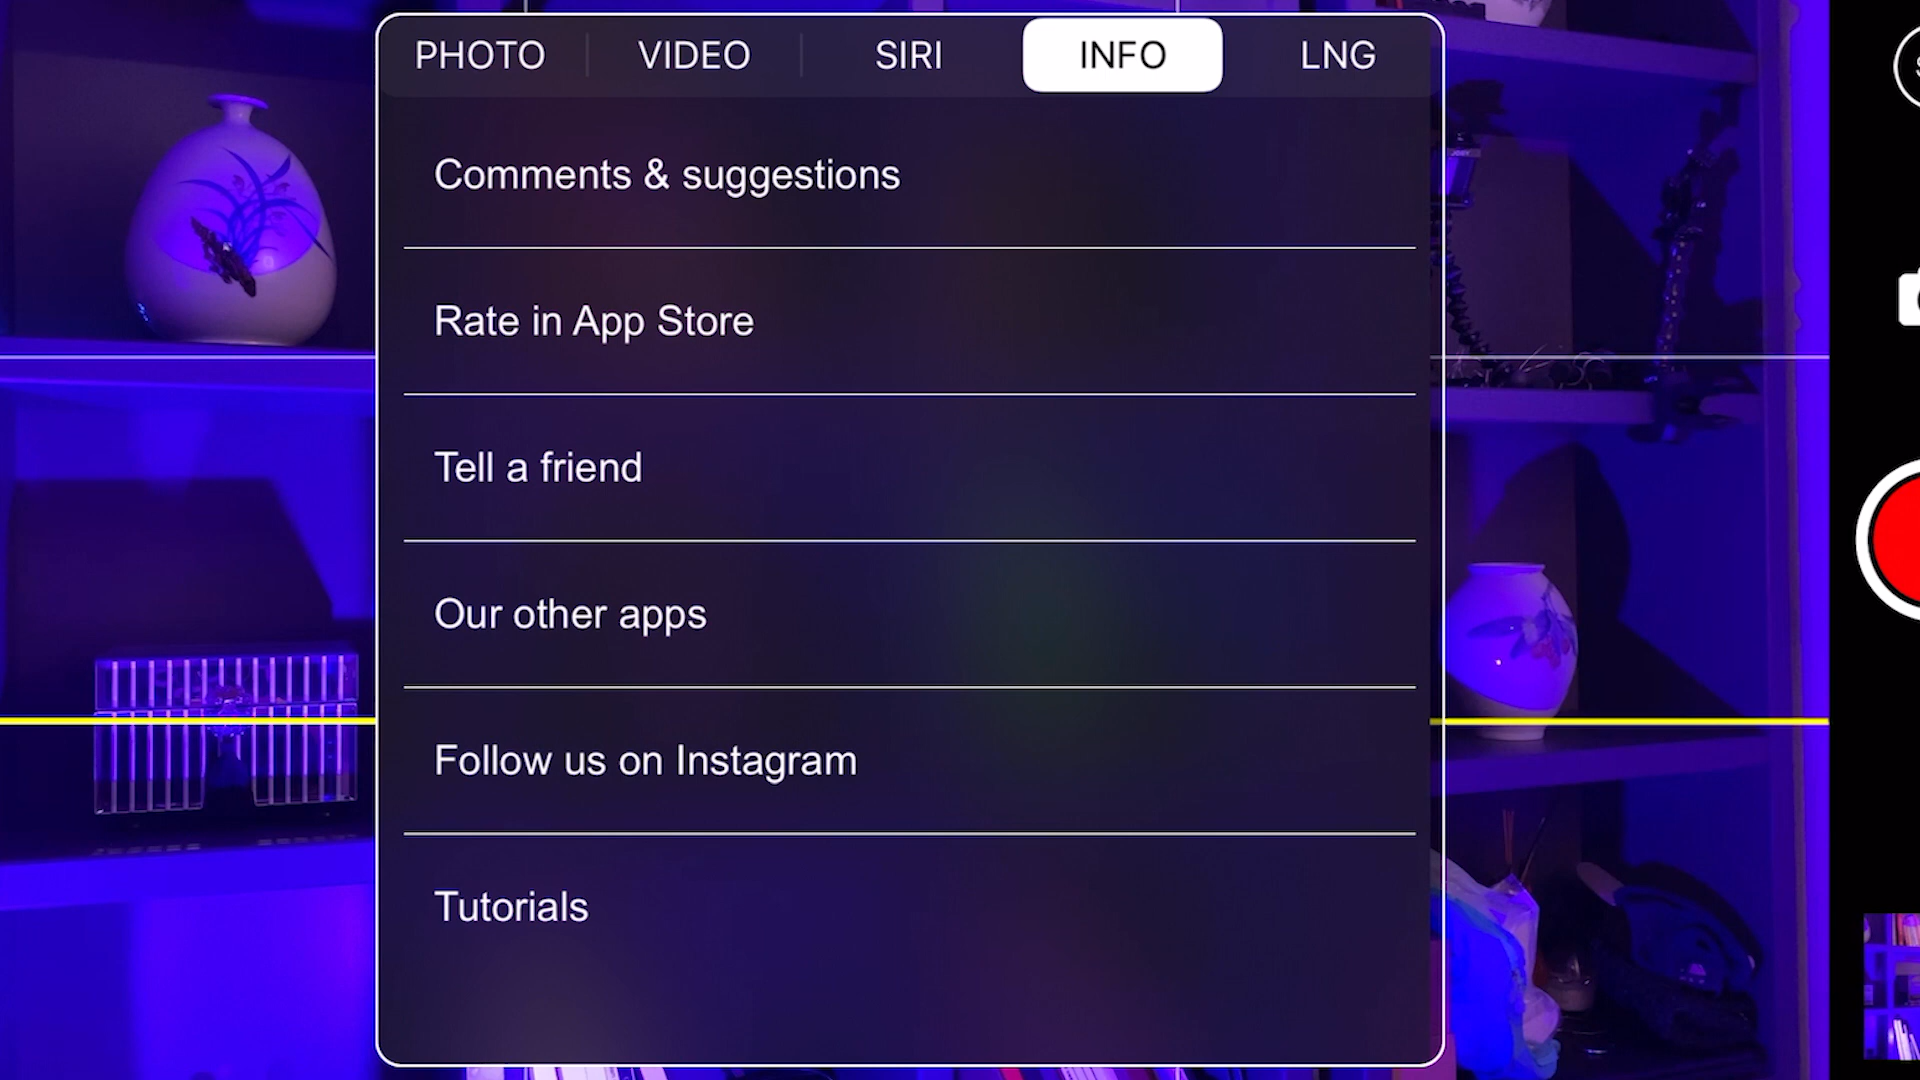 PHOTO VIDEO SIRI INFO LNG
Comments & suggestions
Rate in App Store
Tell a friend
Our other apps
Follow us on Instagram
Tutorials